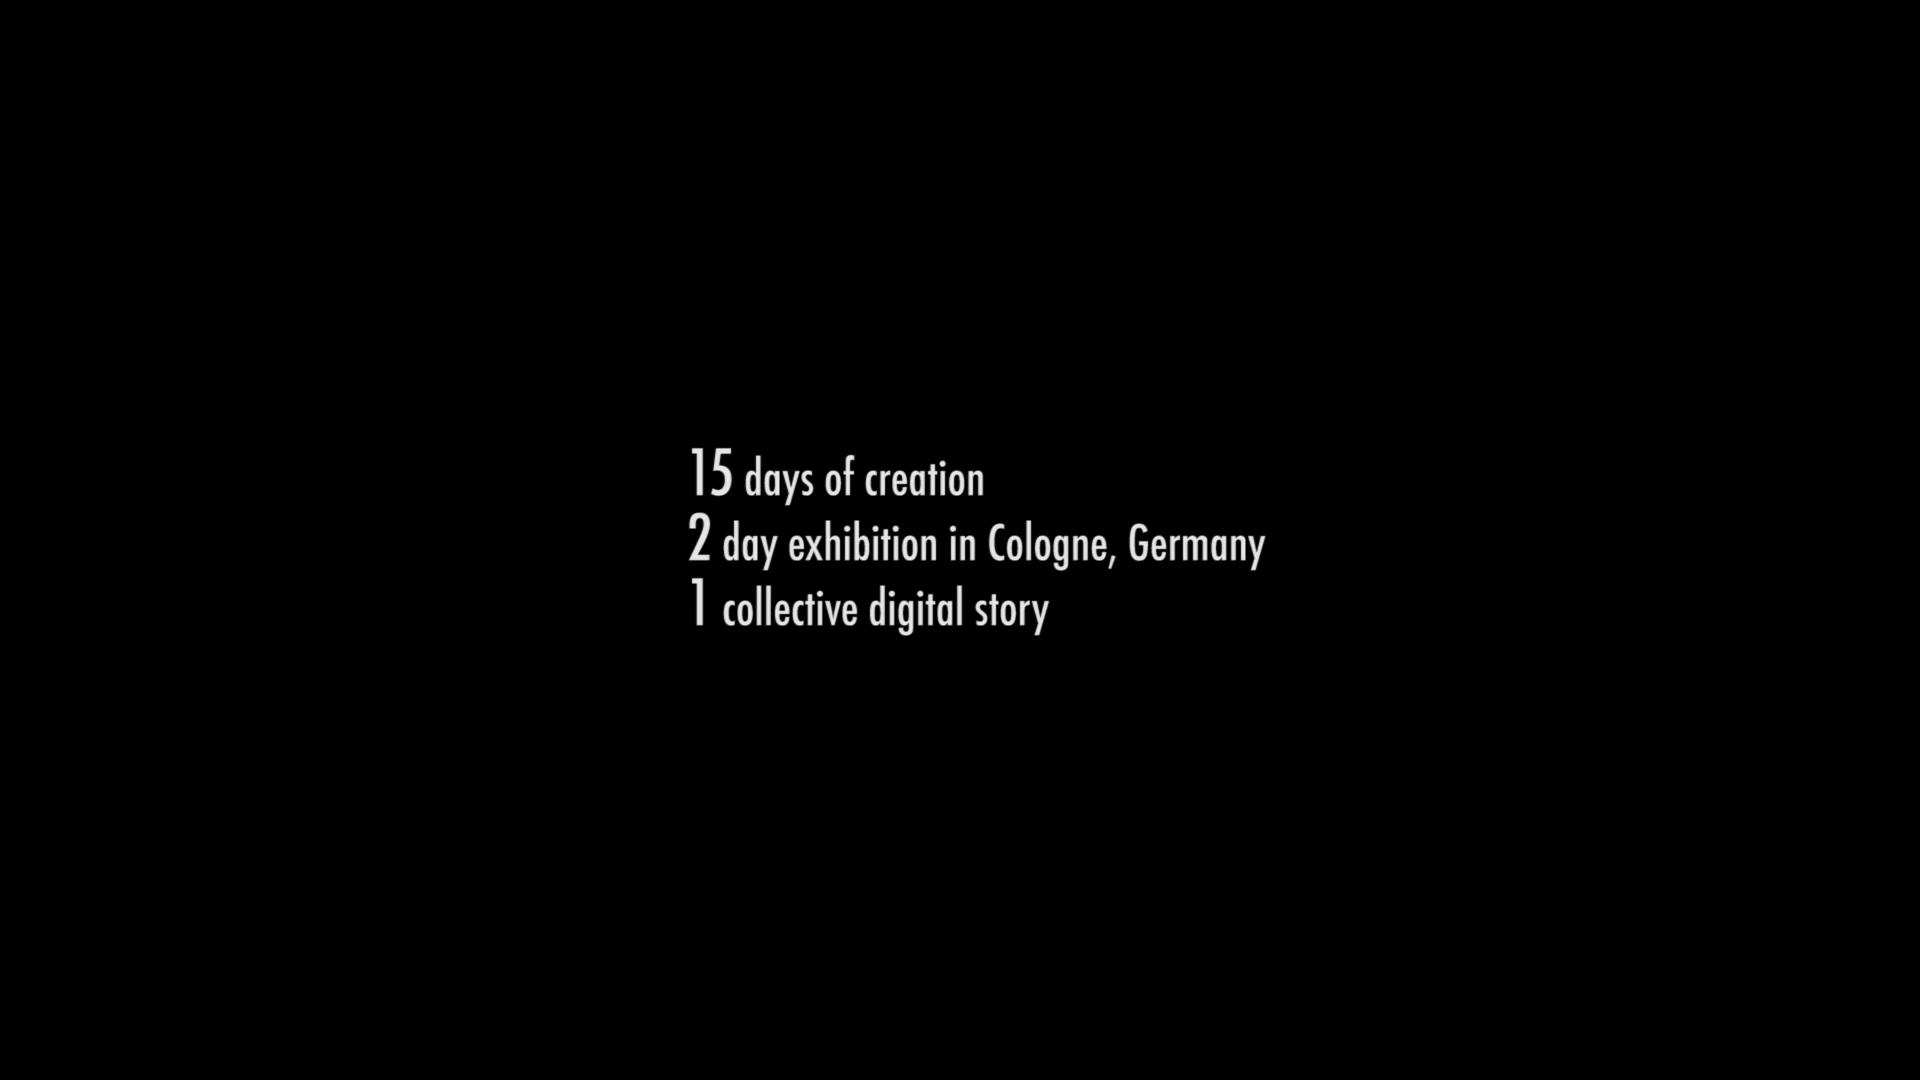 15 days of creation
2 day exhibition in Cologne, Germany
1 collective digital story